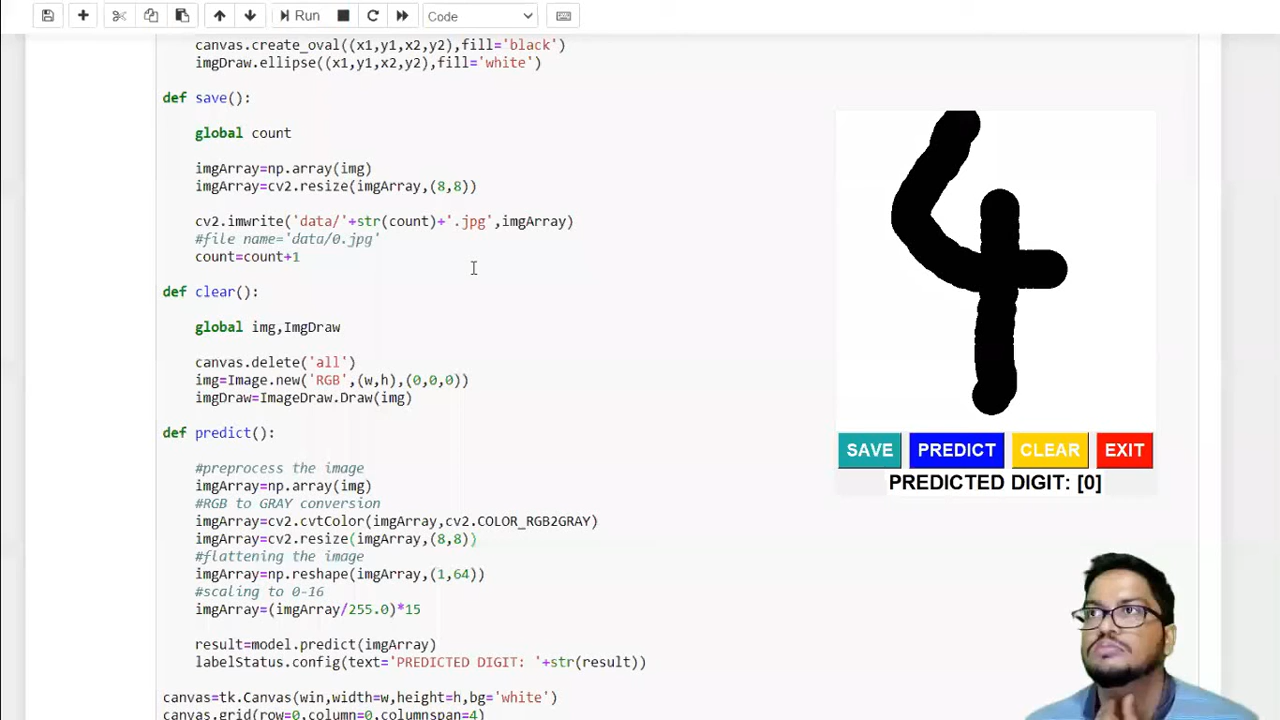 Run
Code
canvas.create_oval((x1,y1,x2,y2),fill='black')
imgDraw.ellipse((x1,y1,x2,y2),fill='white')
def save():
global count
imgArray=np.array(img)
imgArray=cv2.resize(imgArray,(8,8))
cv2.imwrite('data/'+str(count)+'.jpg',imgArray)
#file name='data/0.jpg'
count=count+1
def clear():
global img,ImgDraw
canvas.delete('all')
img=Image.new('RGB',(w,h),(0,0,0))
imgDraw=ImageDraw.Draw(img)
def predict():
#preprocess the image
imgArray=np.array(img)
#RGB to GRAY conversion
imgArray=cv2.cvtColor(imgArray,cv2.COLOR_RGB2GRAY)
imgArray=cv2.resize(imgArray,(8,8))
#flattening the image
imgArray=np.reshape(imgArray,(1,64))
#scaling to 0-16
imgArray=(imgArray/255.0)*15
result=model.predict(imgArray)
labelStatus.config(text='PREDICTED DIGIT: '+str(result))
canvas=tk.Canvas(win,width=w,height=h,bg='white')
canvas.grid(row=0,column=0,columnspan=4)
4
SAVE PREDICT CLEAR EXIT
PREDICTED DIGIT: [0]